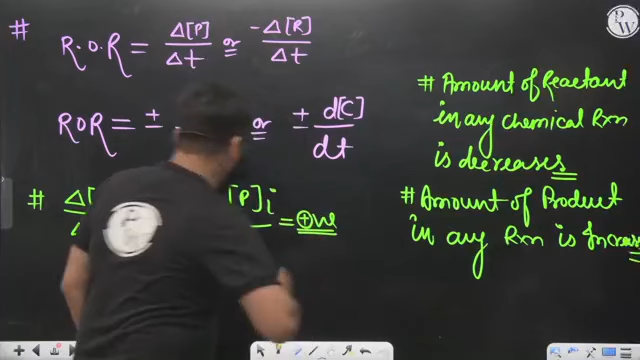 # R.O.R = Δ[P]/Δt or -Δ[R]/Δt
ROR = ± or ± d[C]/dt
# Δ[ [P]i = ⊕ve
# Amount of Reactant
in any Chemical Rxn
is decreases
# Amount of Product
in any Rxn is Increase
PW